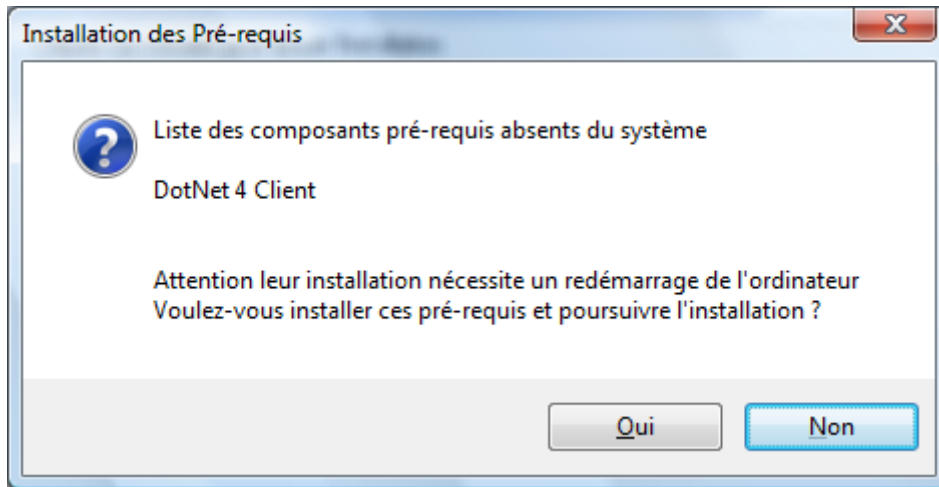 Installation des Pré-requis
Liste des composants pré-requis absents du système
DotNet 4 Client
Attention leur installation nécessite un redémarrage de l'ordinateur
Voulez-vous installer ces pré-requis et poursuivre l'installation ?
Oui
Non